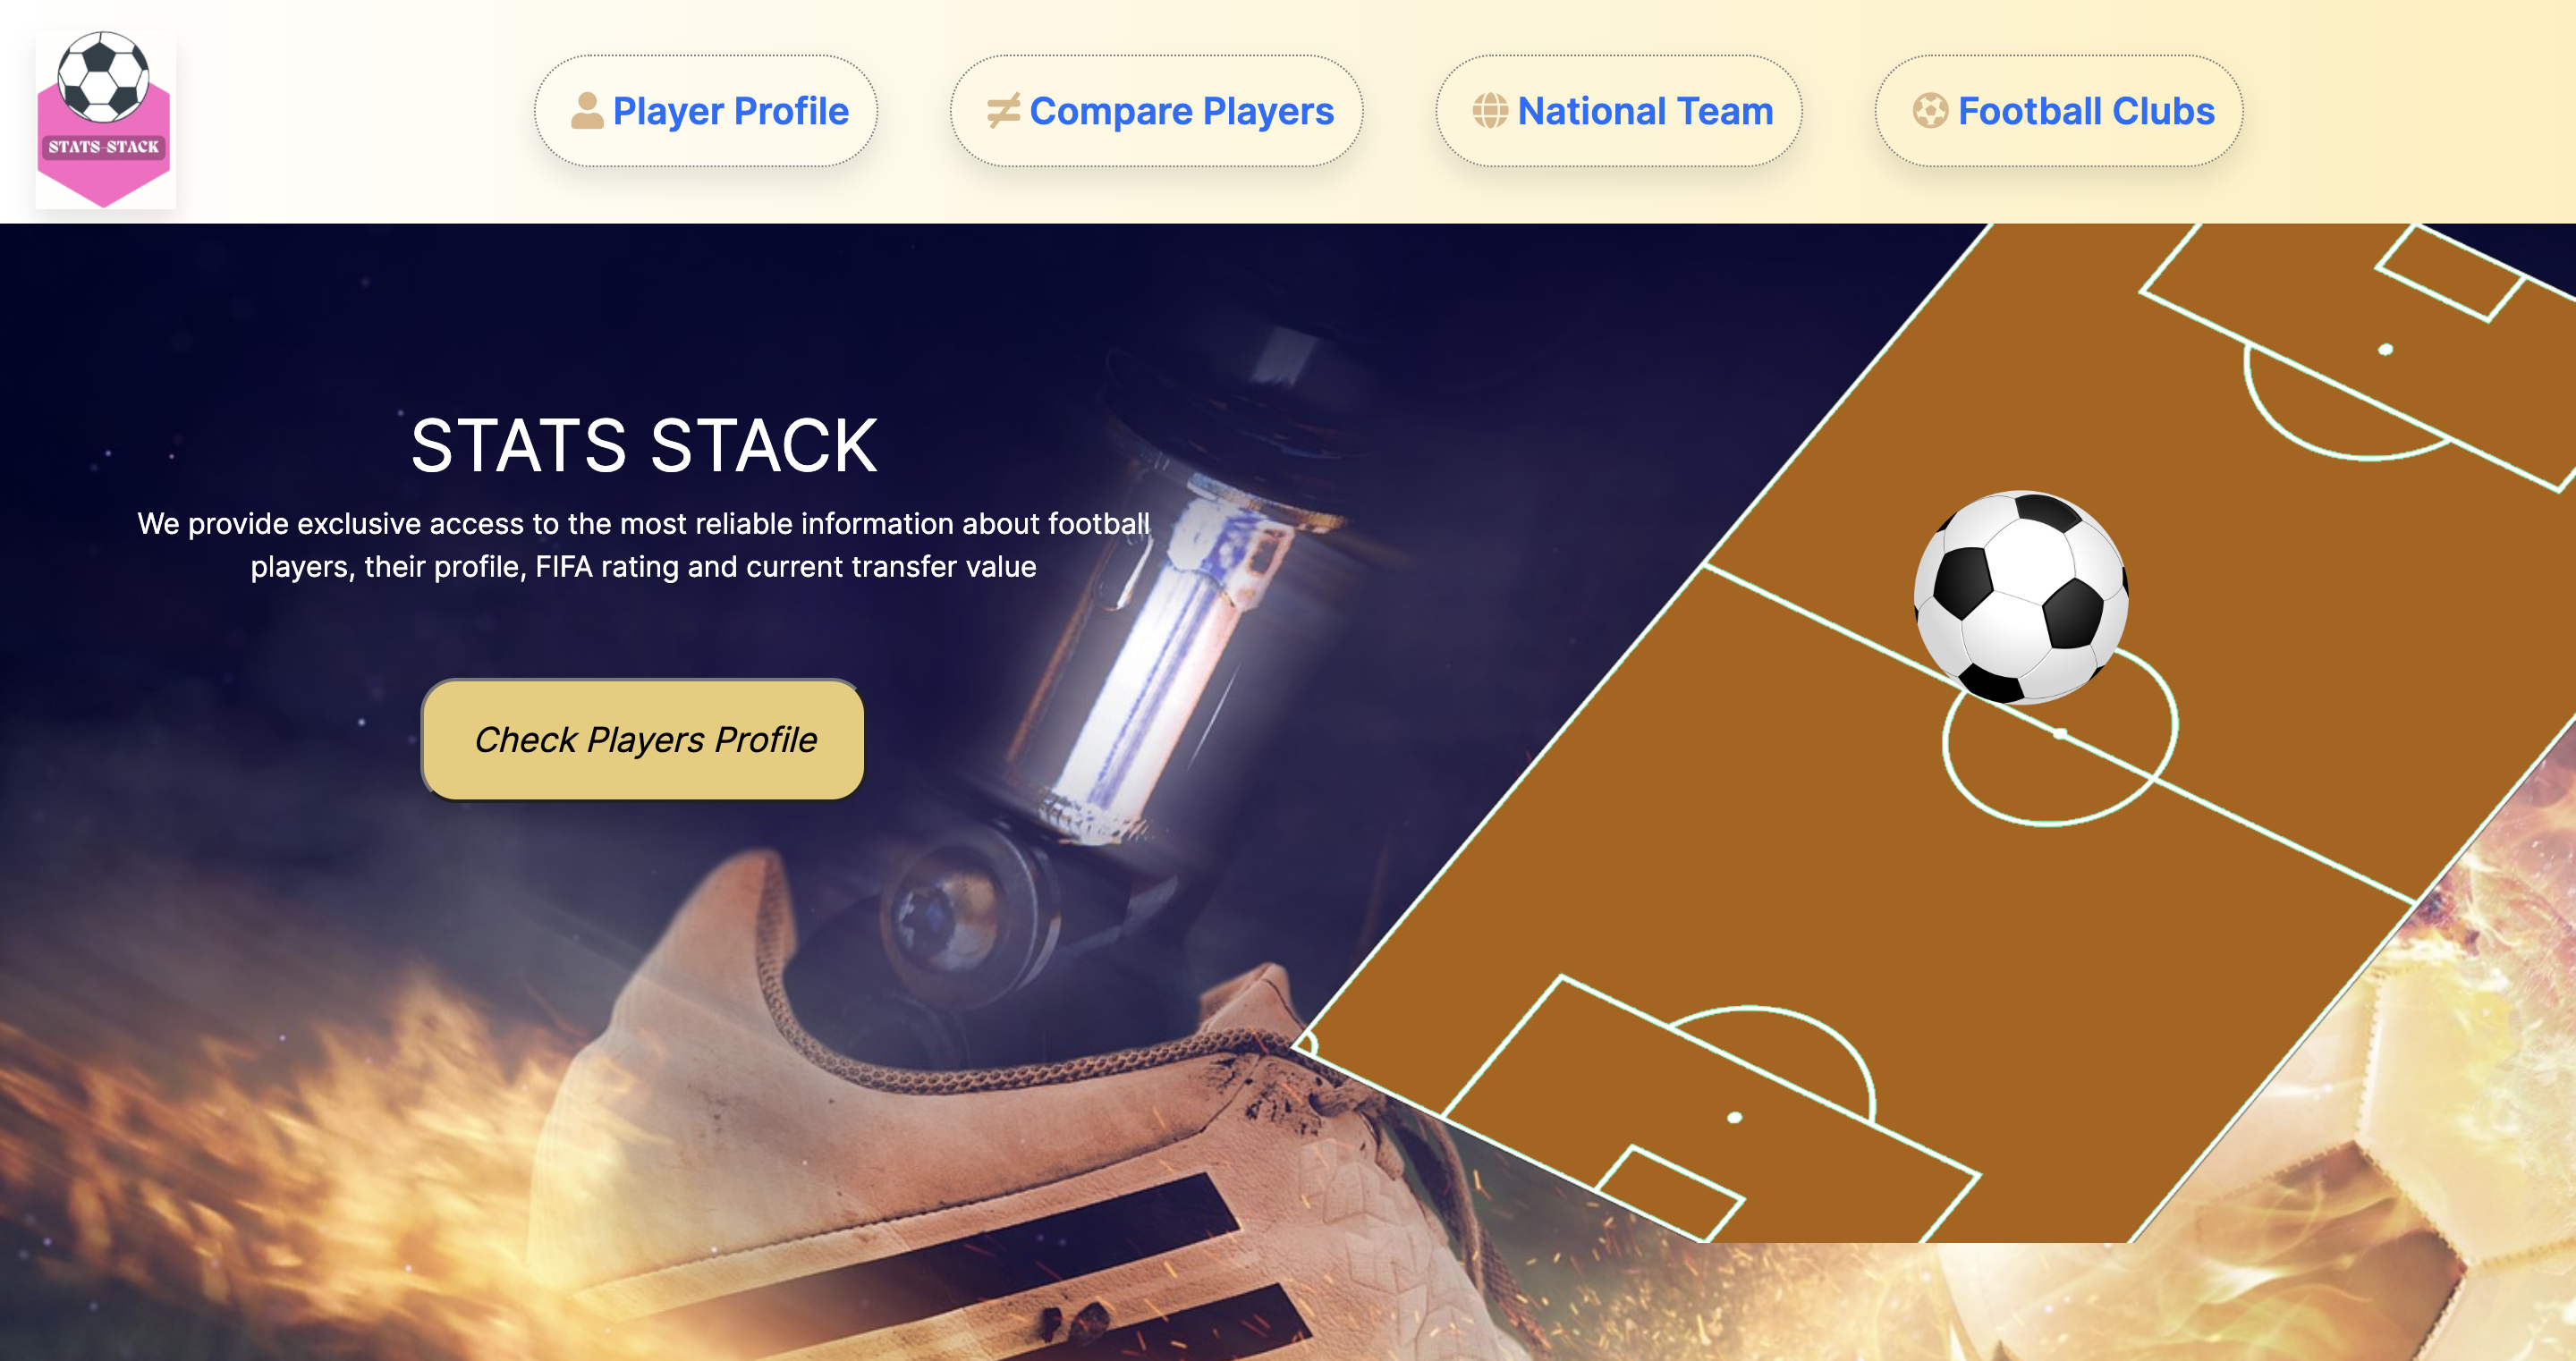 STATS-STACK
Player Profile
Compare Players
National Team
Football Clubs
STATS STACK
We provide exclusive access to the most reliable information about football
players, their profile, FIFA rating and current transfer value
Check Players Profile